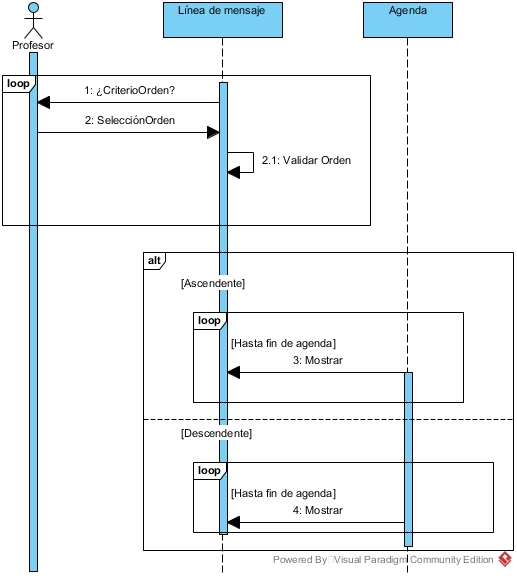 Línea de mensaje
Agenda
Profesor
loop
1: ¿CriterioOrden?
2: SelecciónOrden
2.1: Validar Orden
alt
[Ascendente]
loop
[Hasta fin de agenda]
3: Mostrar
[Descendente]
loop
[Hasta fin de agenda]
4: Mostrar
Powered By Visual Paradigm Community Edition